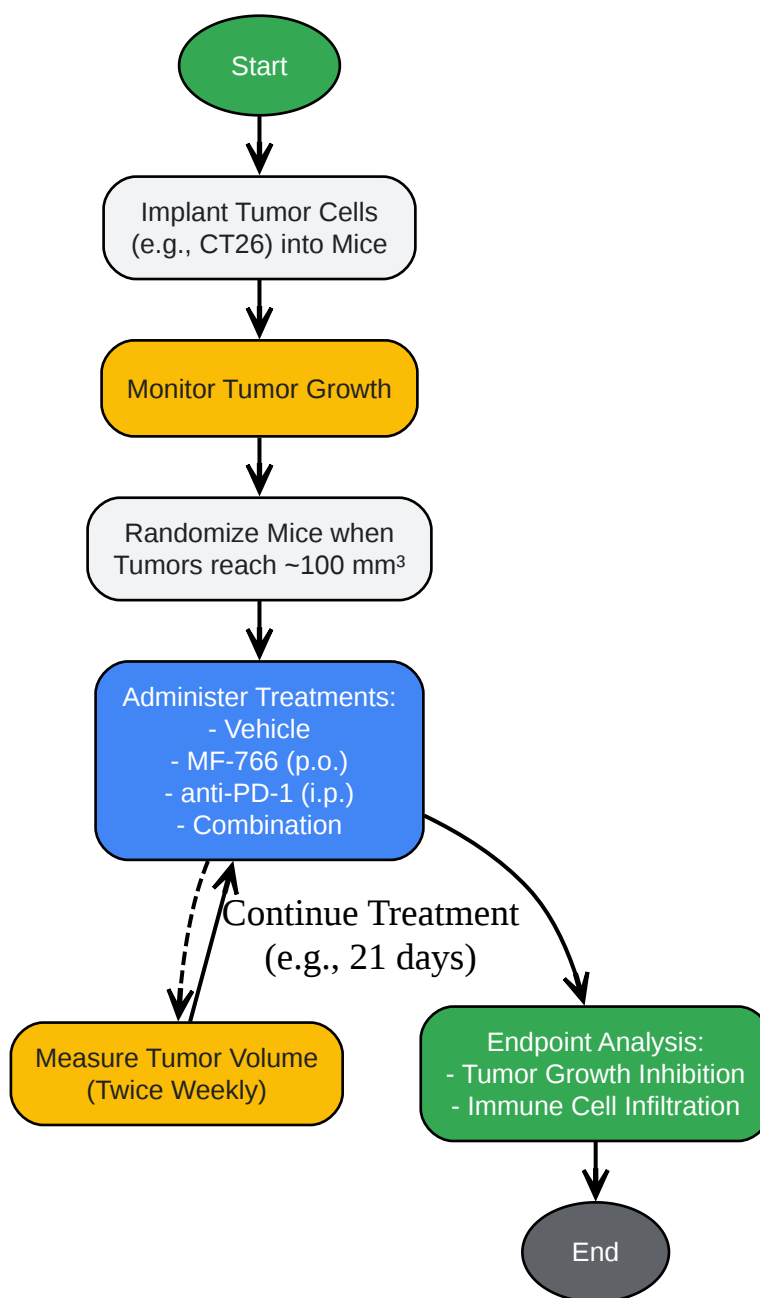 Start
Implant Tumor Cells
(e.g., CT26) into Mice
Monitor Tumor Growth
Randomize Mice when
Tumors reach ~100 mm³
Administer Treatments:
- Vehicle
- MF-766 (p.o.)
- anti-PD-1 (i.p.)
- Combination
Continue Treatment
(e.g., 21 days)
Measure Tumor Volume
(Twice Weekly)
Endpoint Analysis:
- Tumor Growth Inhibition
- Immune Cell Infiltration
End